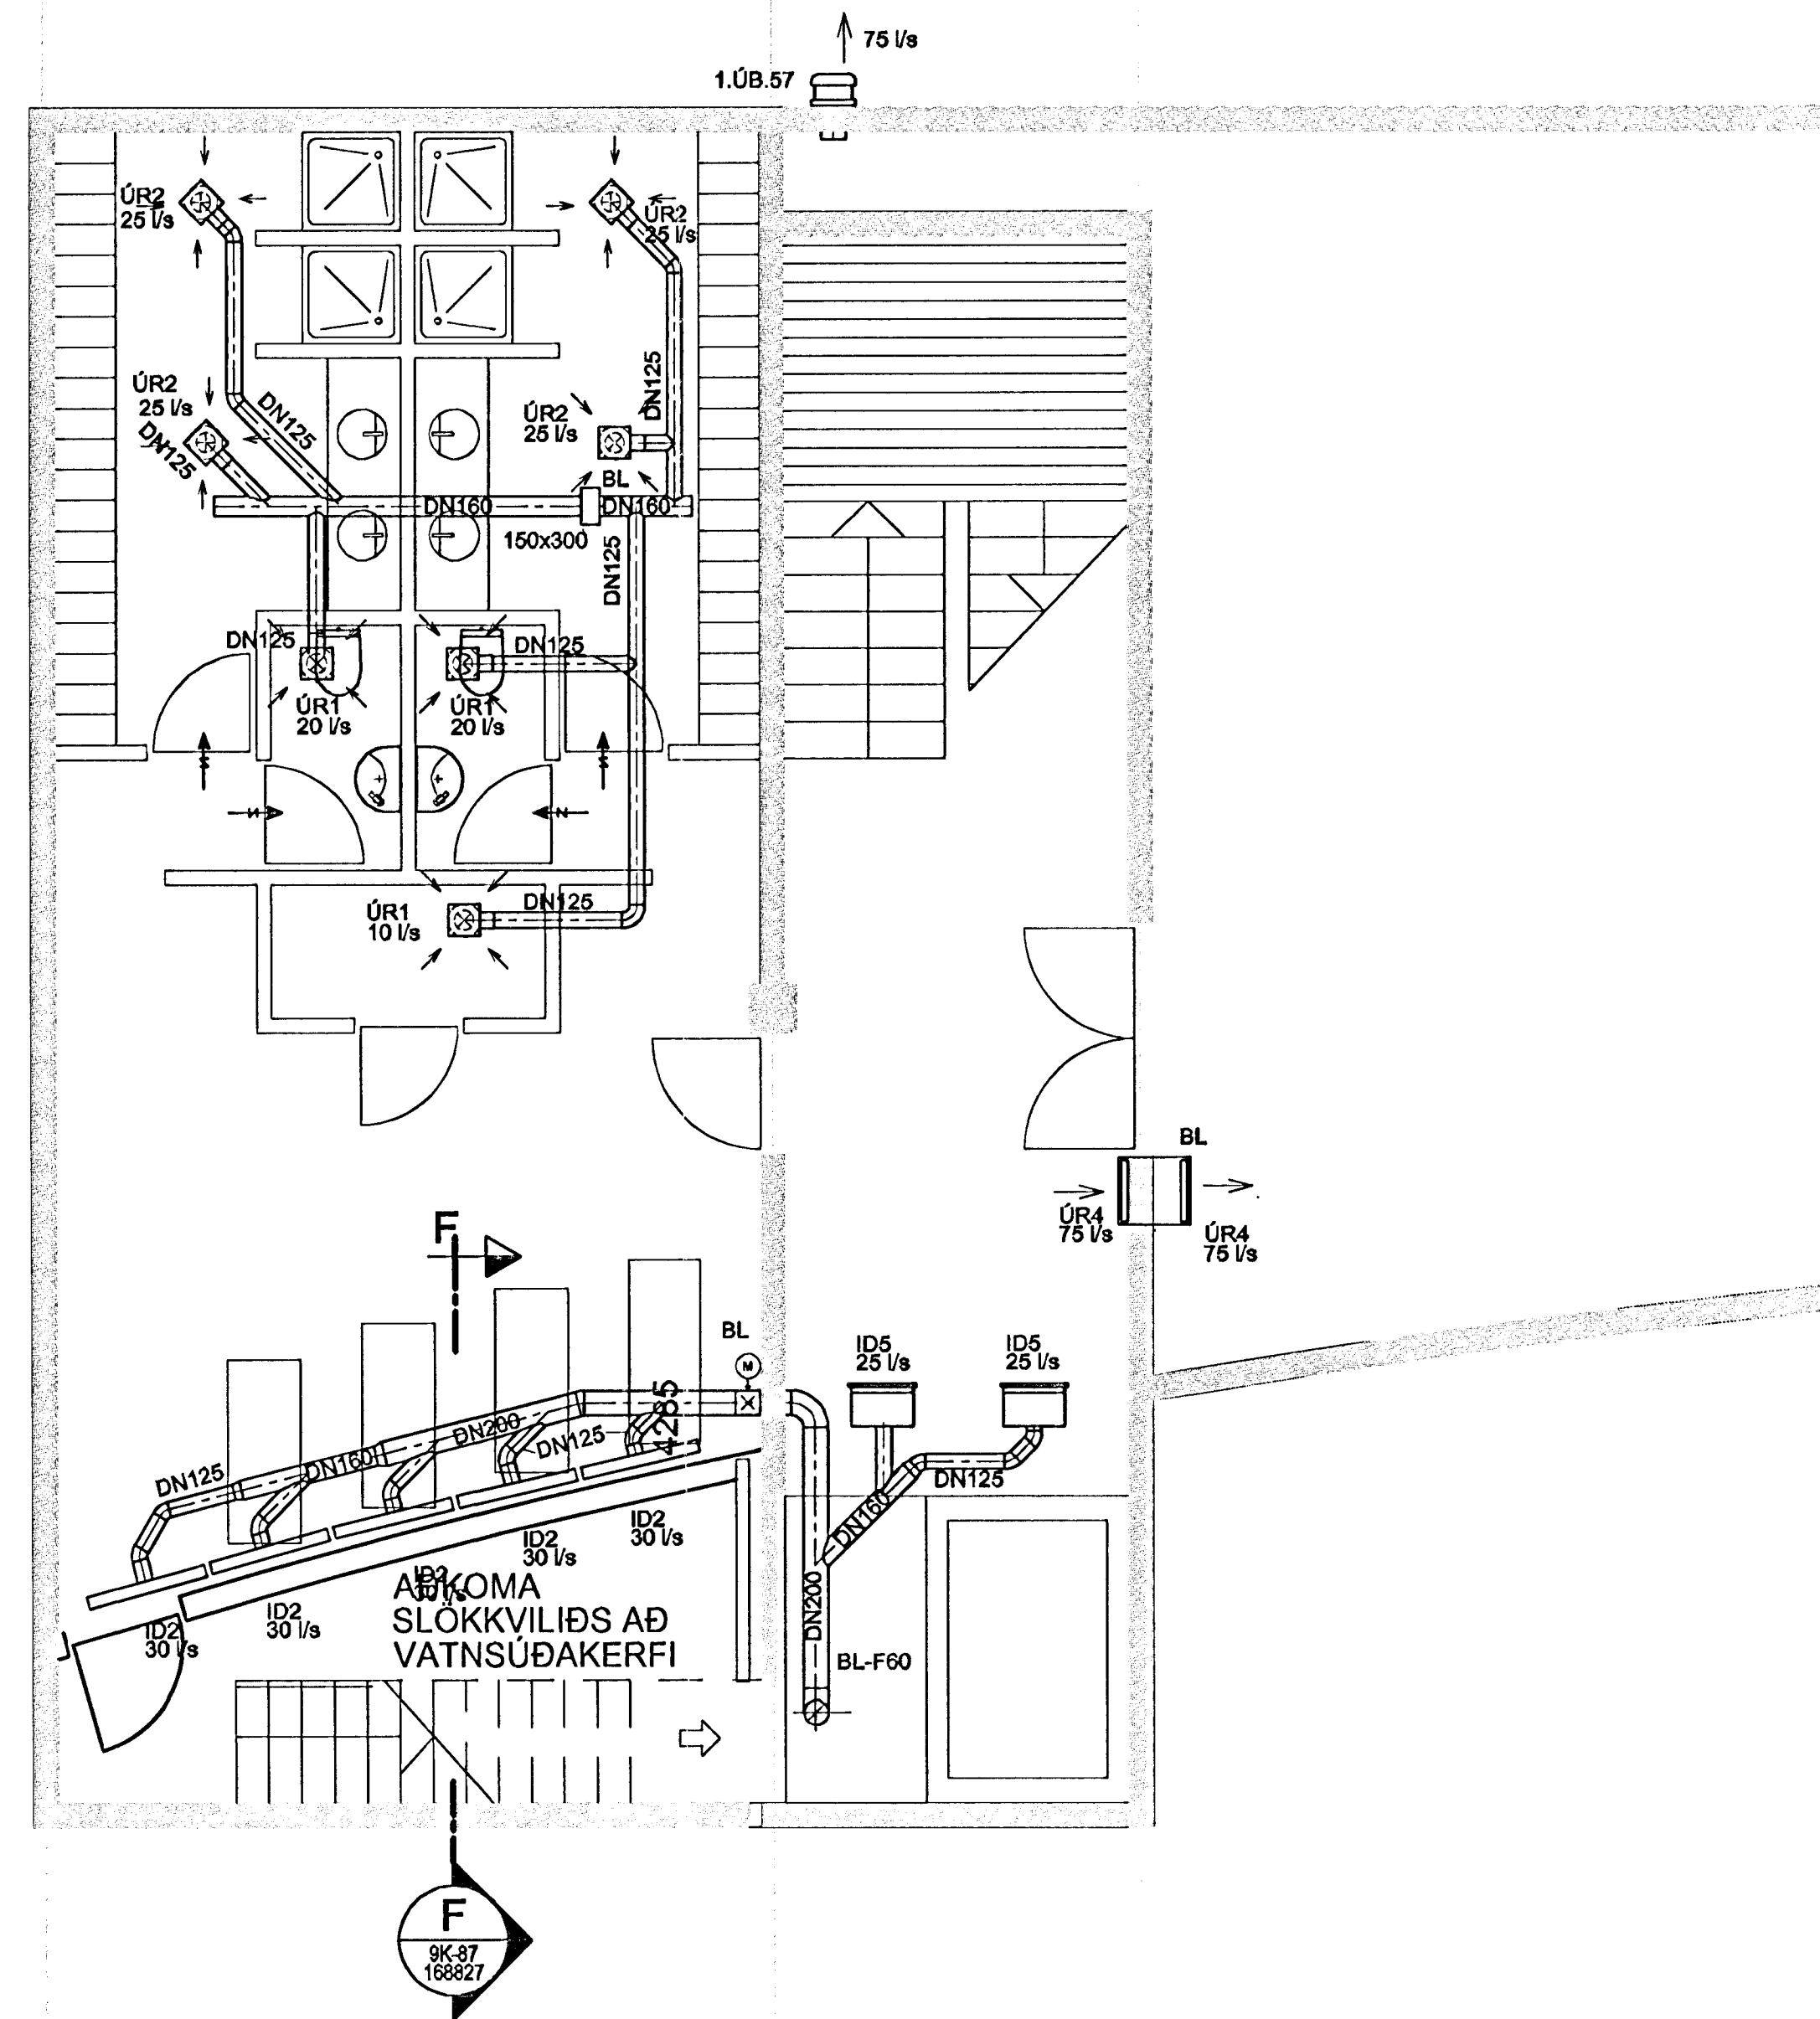 75 l/s
1.ÚB.57
ÚR2
25 l/s
ÚR2
25 l/s
ÚR2
25 l/s
DN125
DN125
DN125
ÚR2
25 l/s
BL
DN160
DN160
150x300
DN125
DN125
DN125
ÚR1
20 l/s
ÚR1
20 l/s
N
N
N
N
ÚR1
10 l/s
DN125
BL
ÚR4
75 l/s
ÚR4
75 l/s
F
BL
M
ID5
25 l/s
ID5
25 l/s
4285
DN200
DN125
DN160
DN125
DN125
DN160
ID2
30 l/s
ID2
30 l/s
ID2
30 l/s
ID2
30 l/s
ID2
30 l/s
AÐKOMA
SLÖKKVILIÐS AÐ
VATNSÚÐAKERFI
DN200
BL-F60
F
9K-87
168827